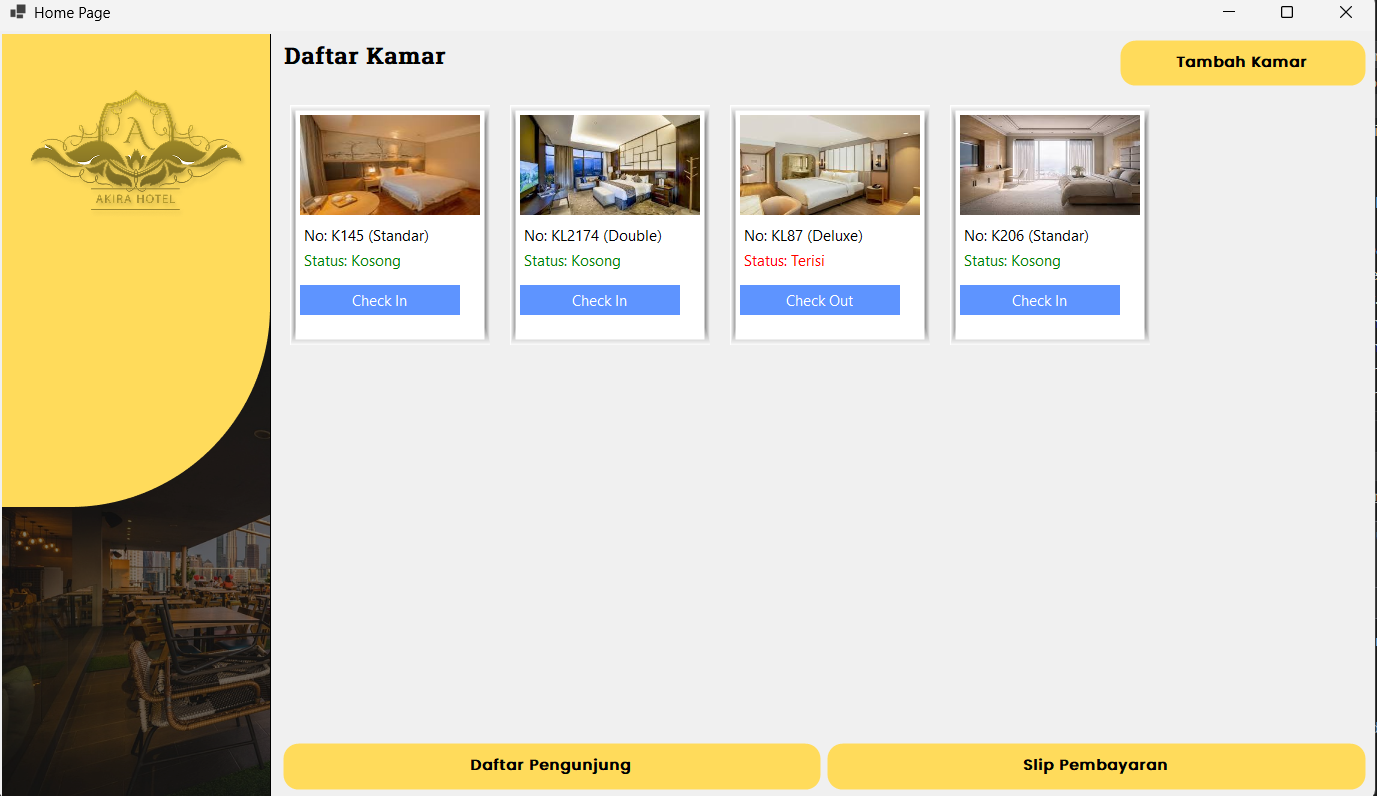 Home Page
Daftar Kamar
Tambah Kamar
A
AKIRA HOTEL
No: K145 (Standar)
Status: Kosong
Check In
No: KL2174 (Double)
Status: Kosong
Check In
No: KL87 (Deluxe)
Status: Terisi
Check Out
No: K206 (Standar)
Status: Kosong
Check In
Daftar Pengunjung
Slip Pembayaran